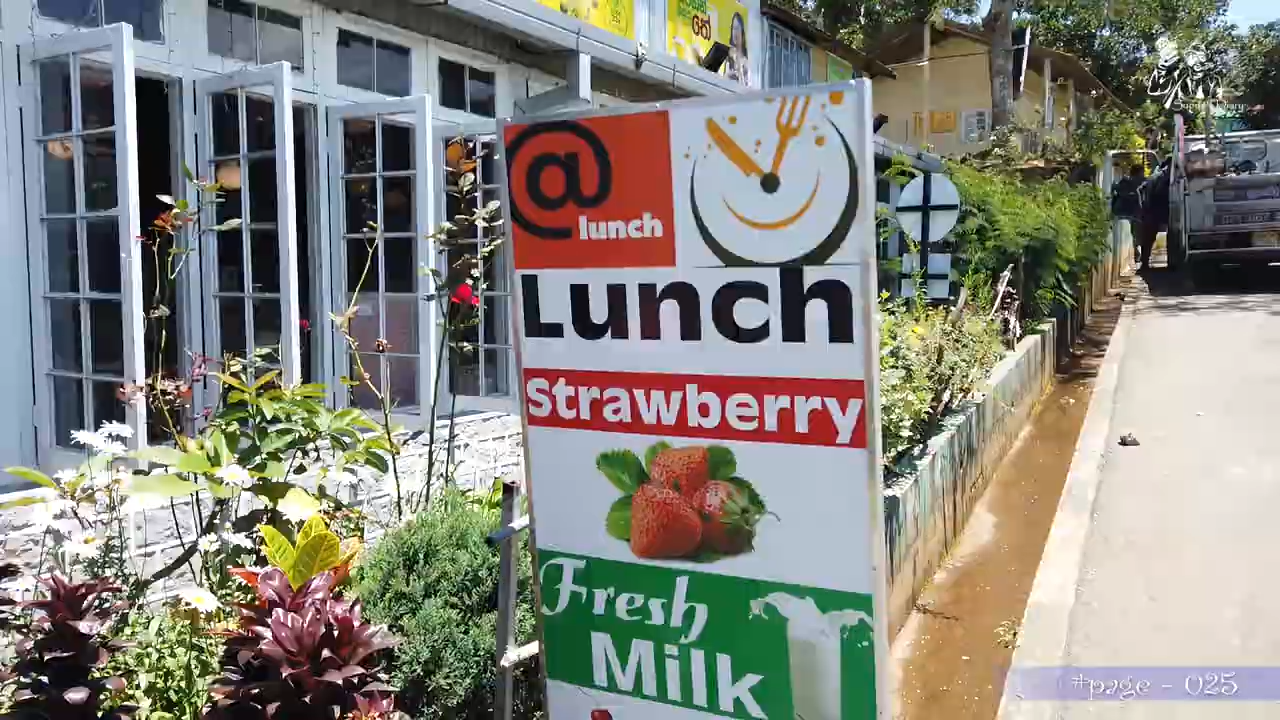 @
lunch
Lunch
Strawberry
Fresh
Milk
තේ
#page - 025